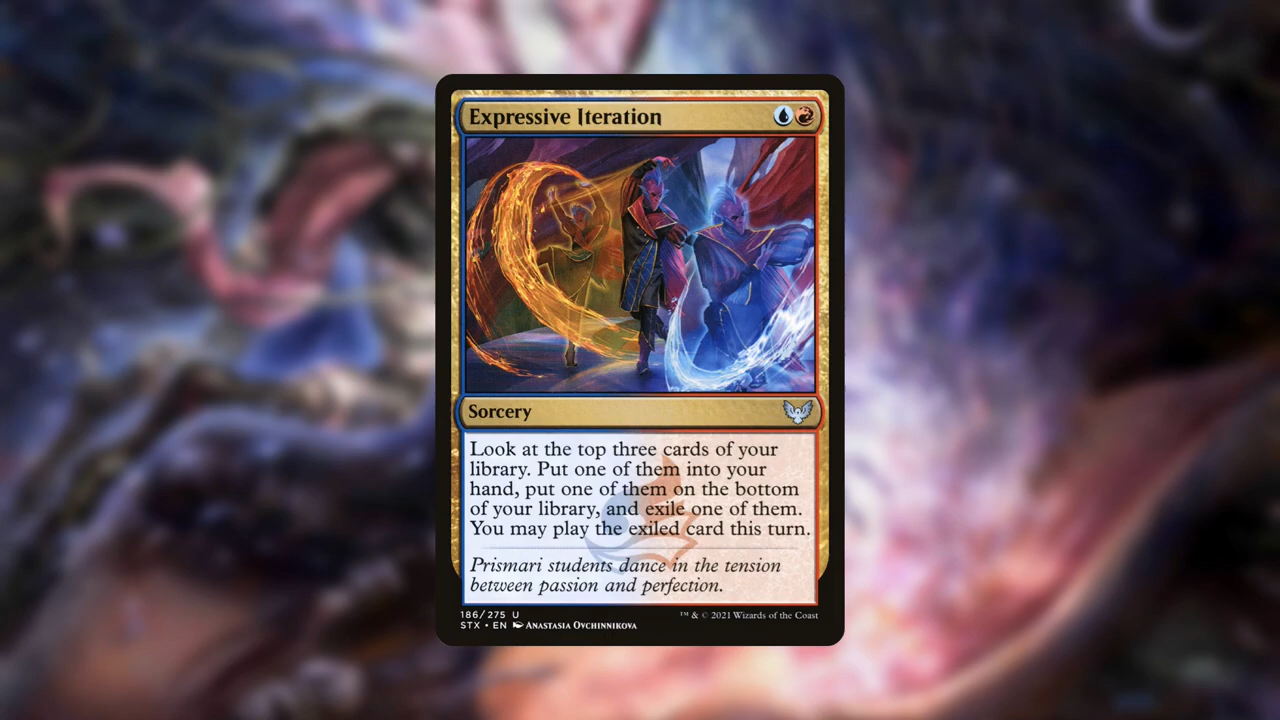 Expressive Iteration
Sorcery
Look at the top three cards of your
library. Put one of them into your
hand, put one of them on the bottom
of your library, and exile one of them.
You may play the exiled card this turn.
Prismari students dance in the tension
between passion and perfection.
186/275 U
™ & © 2021 Wizards of the Coast
STX • EN Anastasia Ovchinnikova